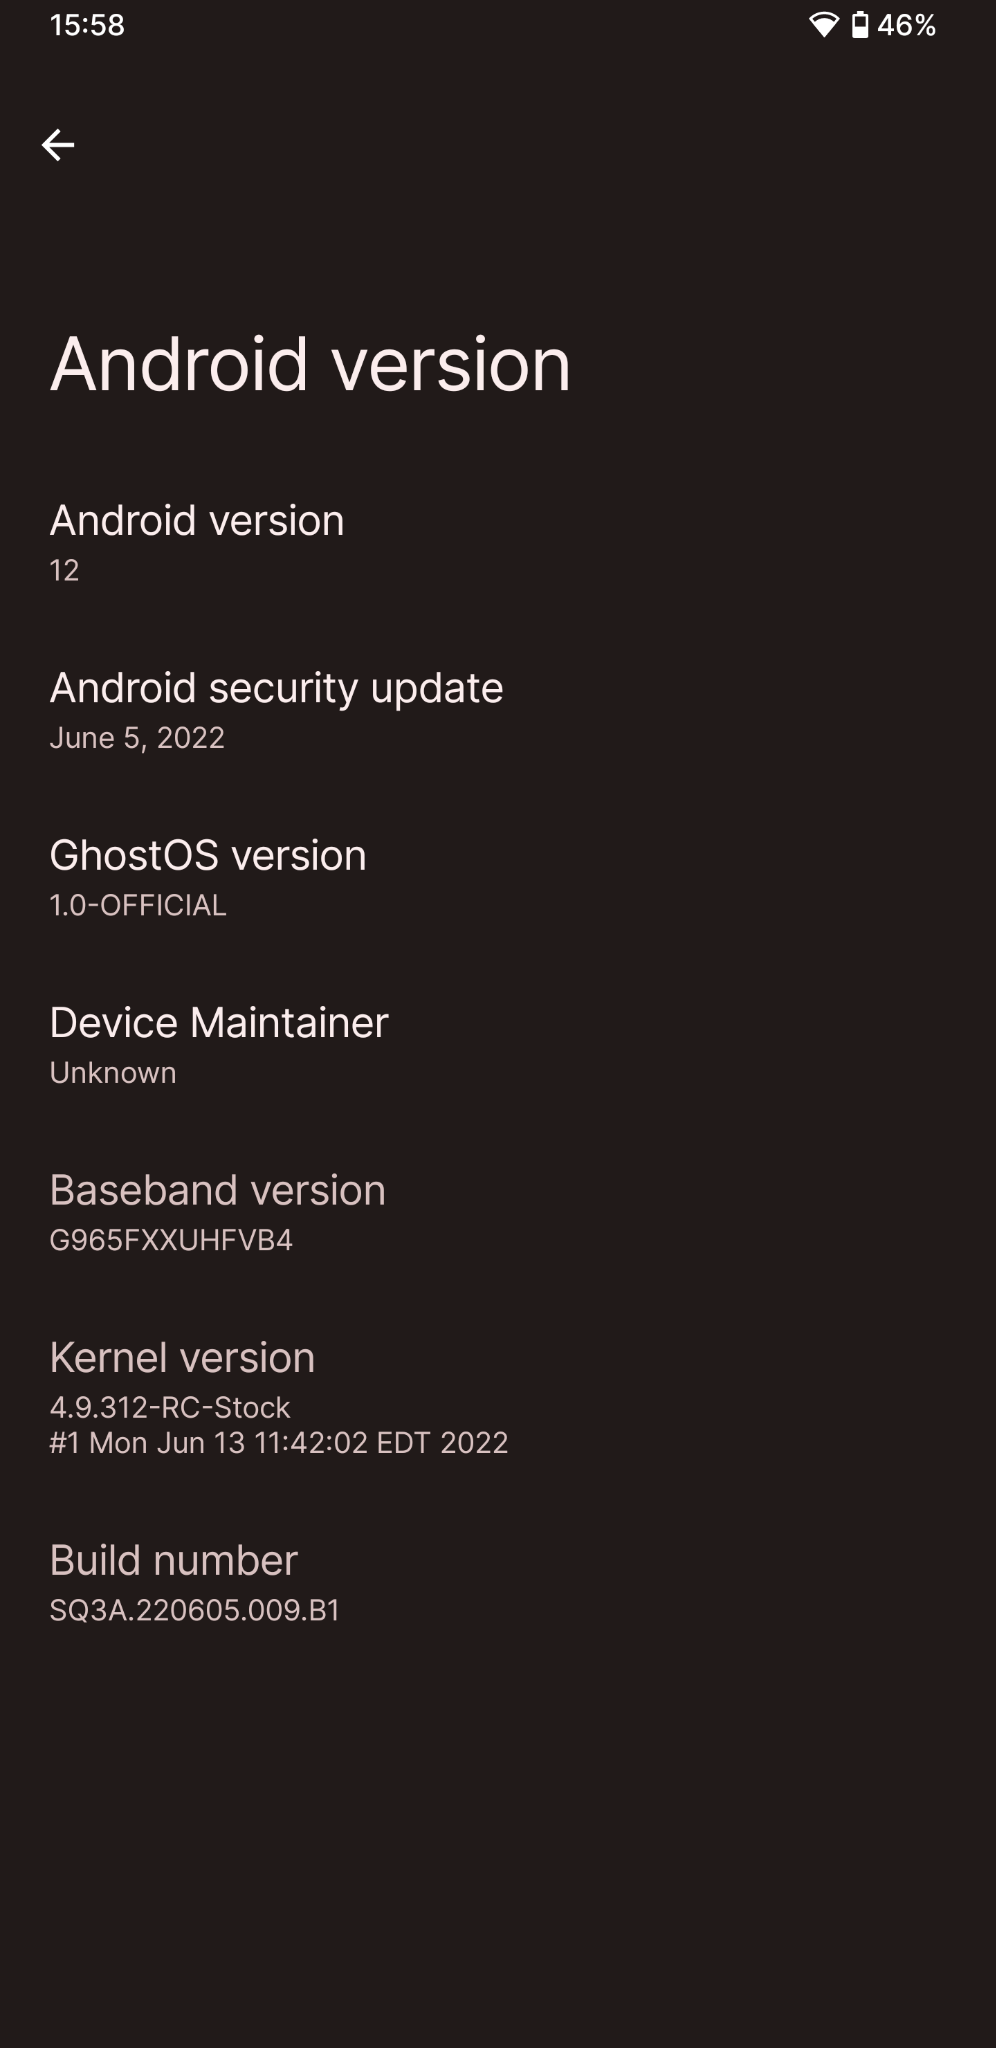 15:58 46%
Android version
Android version
12
Android security update
June 5, 2022
GhostOS version
1.0-OFFICIAL
Device Maintainer
Unknown
Baseband version
G965FXXUHFVB4
Kernel version
4.9.312-RC-Stock
#1 Mon Jun 13 11:42:02 EDT 2022
Build number
SQ3A.220605.009.B1